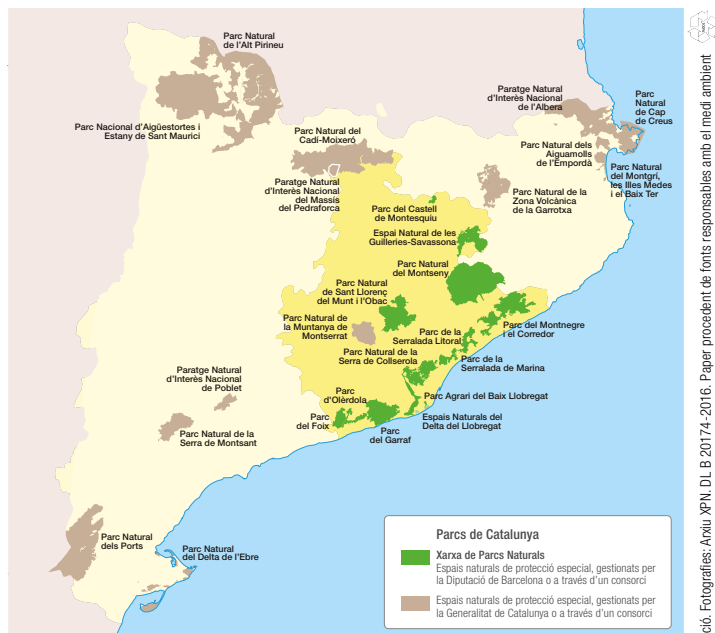 Parc Natural
de l'Alt Pirineu
Parc Nacional d'Aigüestortes i
Estany de Sant Maurici
Parc Natural del
Cadí-Moixeró
Paratge Natural
d'Interès Nacional
de l'Albera
Parc
Natural
de Cap
de Creus
Parc Natural dels
Aiguamolls
de l'Empordà
Parc Natural
del Montgrí,
les Illes Medes
i el Baix Ter
Paratge Natural
d'Interès Nacional
del Massís
del Pedraforca
Parc Natural de la
Zona Volcànica
de la Garrotxa
Parc del Castell
de Montesquiu
Espai Natural de les
Guilleries-Savassona
Parc Natural
del Montseny
Parc Natural
de Sant Llorenç
del Munt i l'Obac
Parc Natural de
la Muntanya de
Montserrat
Parc del Montnegre
i el Corredor
Parc de la
Serralada Litoral
Parc Natural de la
Serra de Collserola
Parc de la
Serralada de Marina
Paratge Natural
d'Interès Nacional
de Poblet
Parc
d'Olèrdola
Parc Agrari del Baix Llobregat
Parc
del Foix
Espais Naturals del
Delta del Llobregat
Parc
del Garraf
Parc Natural de la
Serra de Montsant
Parc Natural
dels Ports
Parc Natural
del Delta de l'Ebre
Parcs de Catalunya
Xarxa de Parcs Naturals
Espais naturals de protecció especial, gestionats per
la Diputació de Barcelona o a través d'un consorci
Espais naturals de protecció especial, gestionats per
la Generalitat de Catalunya o a través d'un consorci
ció. Fotografies: Arxiu XPN. DL B 20174-2016. Paper procedent de fonts responsables amb el medi ambient